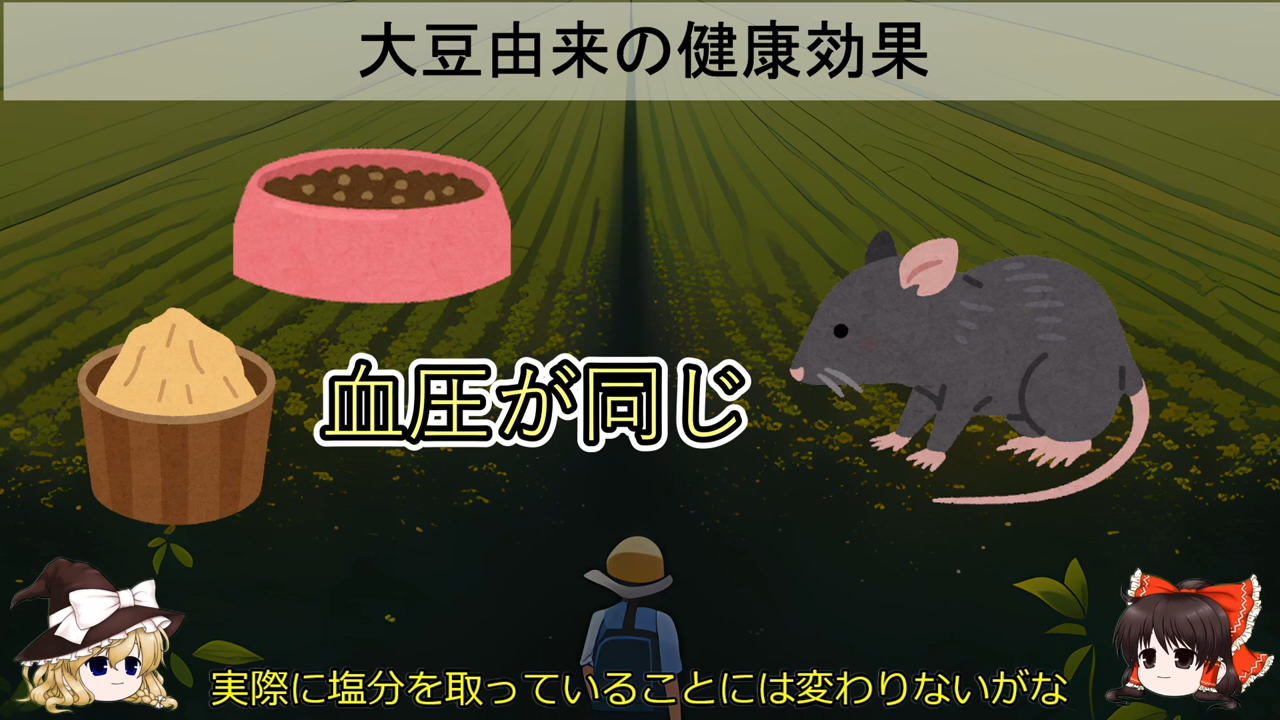 大豆由来の健康効果
血圧が同じ
実際に塩分を取っていることには変わりないがな